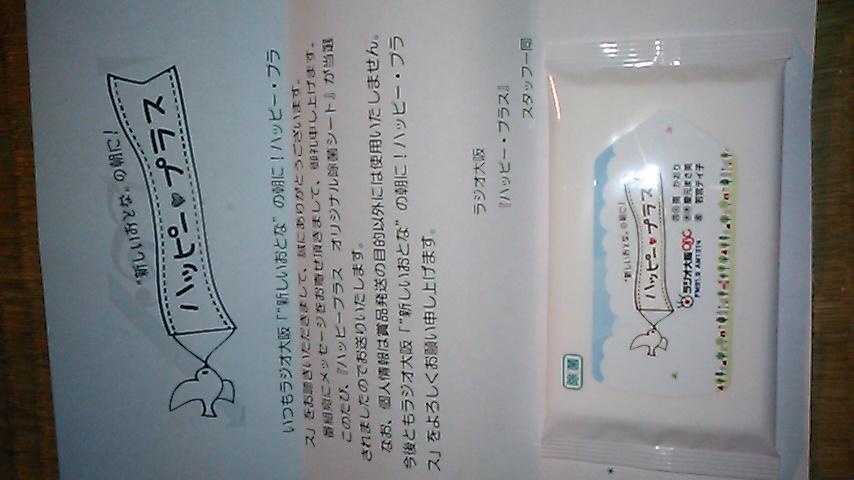 "新しいおとな"の朝に!
ハッピー♥プラス
いつもラジオ大阪「"新しいおとな"の朝に!ハッピー・プラ
ス」をお聴きいただきまして、誠にありがとうございます。
番組宛にメッセージをお寄せ頂きまして、御礼申し上げます。
このたび、『ハッピープラス オリジナル除菌シート』が当選
されましたのでお送りいたします。
なお、個人情報は賞品発送の目的以外には使用いたしません。
今後ともラジオ大阪「"新しいおとな"の朝に!ハッピー・プラ
ス」をよろしくお願い申し上げます。
ラジオ大阪
『ハッピー・プラス』
スタッフ一同
除菌
"新しいおとな"の朝に!
ハッピー♥プラス
ラジオ大阪OBC